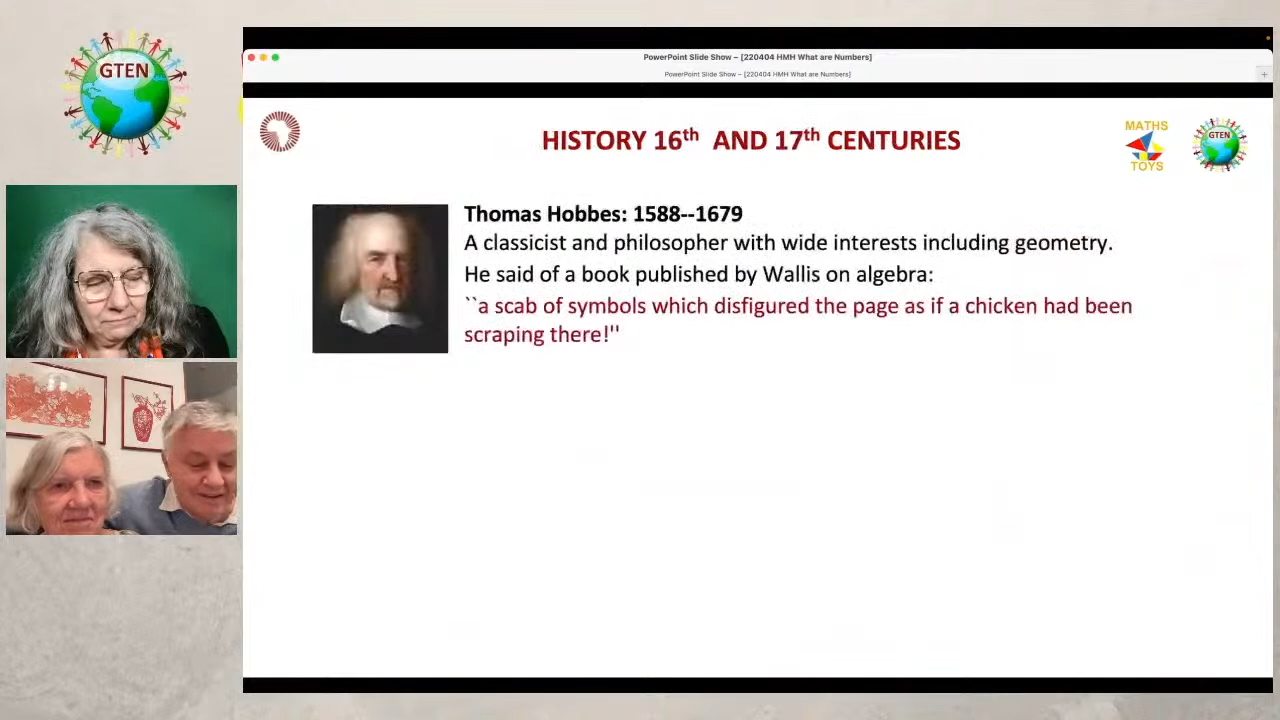 GTEN
PowerPoint Slide Show – [220404 HMH What are Numbers]
PowerPoint Slide Show – [220404 HMH What are Numbers]
HISTORY 16th AND 17th CENTURIES
MATHS
TOYS
GTEN
Thomas Hobbes: 1588--1679
A classicist and philosopher with wide interests including geometry.
He said of a book published by Wallis on algebra:
``a scab of symbols which disfigured the page as if a chicken had been
scraping there!''